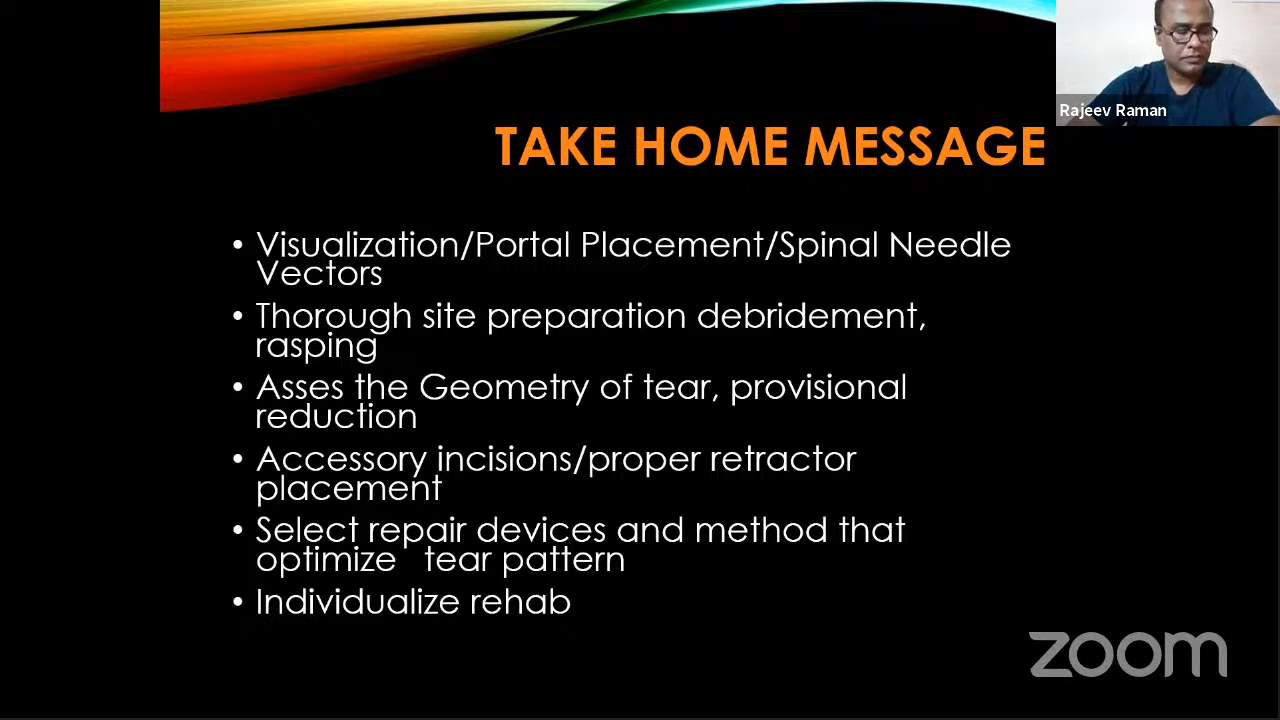 Rajeev Raman
TAKE HOME MESSAGE
• Visualization/Portal Placement/Spinal Needle
Vectors
• Thorough site preparation debridement,
rasping
• Asses the Geometry of tear, provisional
reduction
• Accessory incisions/proper retractor
placement
• Select repair devices and method that
optimize tear pattern
• Individualize rehab
zoom